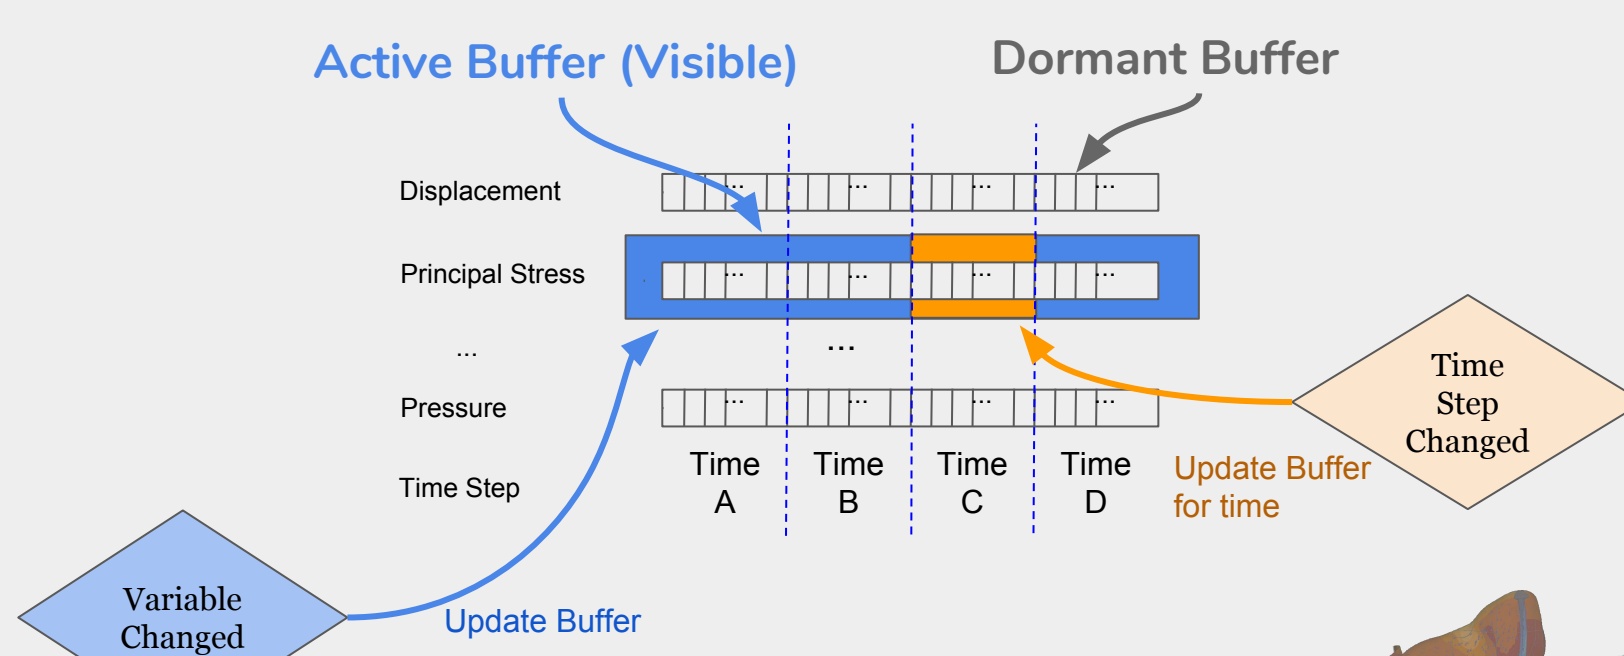 Active Buffer (Visible)
Dormant Buffer
Displacement
... ... ... ...
Principal Stress
... ... ... ...
...
...
Pressure
... ... ... ...
Time Step
Time
A
Time
B
Time
C
Time
D
Update Buffer
for time
Time
Step
Changed
Variable
Changed
Update Buffer